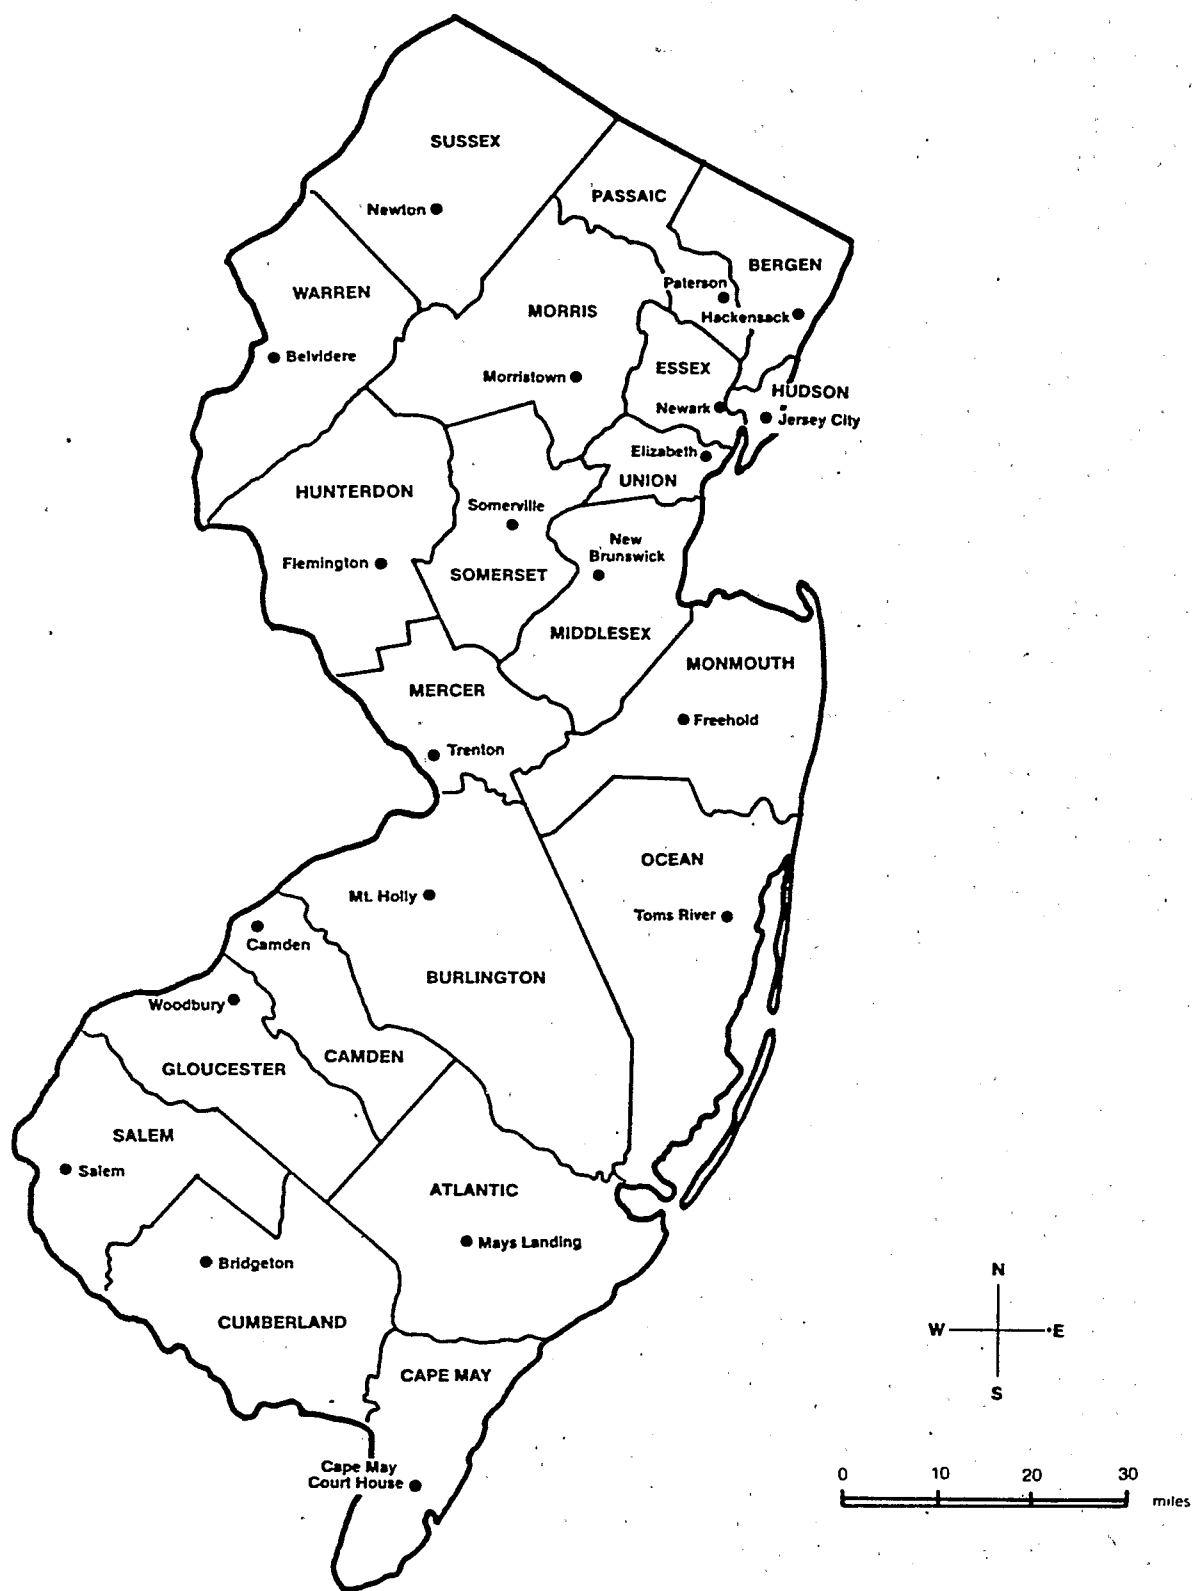 SUSSEX
PASSAIC
Newton
BERGEN
Paterson
WARREN
MORRIS
Hackensack
Belvidere
ESSEX
Morristown
HUDSON
Newark
Jersey City
Elizabeth
UNION
HUNTERDON
Somerville
New
Brunswick
Flemington
SOMERSET
MIDDLESEX
MONMOUTH
MERCER
Freehold
Trenton
OCEAN
Mt. Holly
Toms River
Camden
BURLINGTON
Woodbury
CAMDEN
GLOUCESTER
SALEM
Salem
ATLANTIC
Mays Landing
Bridgeton
CUMBERLAND
CAPE MAY
Cape May
Court House
N
W E
S
0 10 20 30
miles